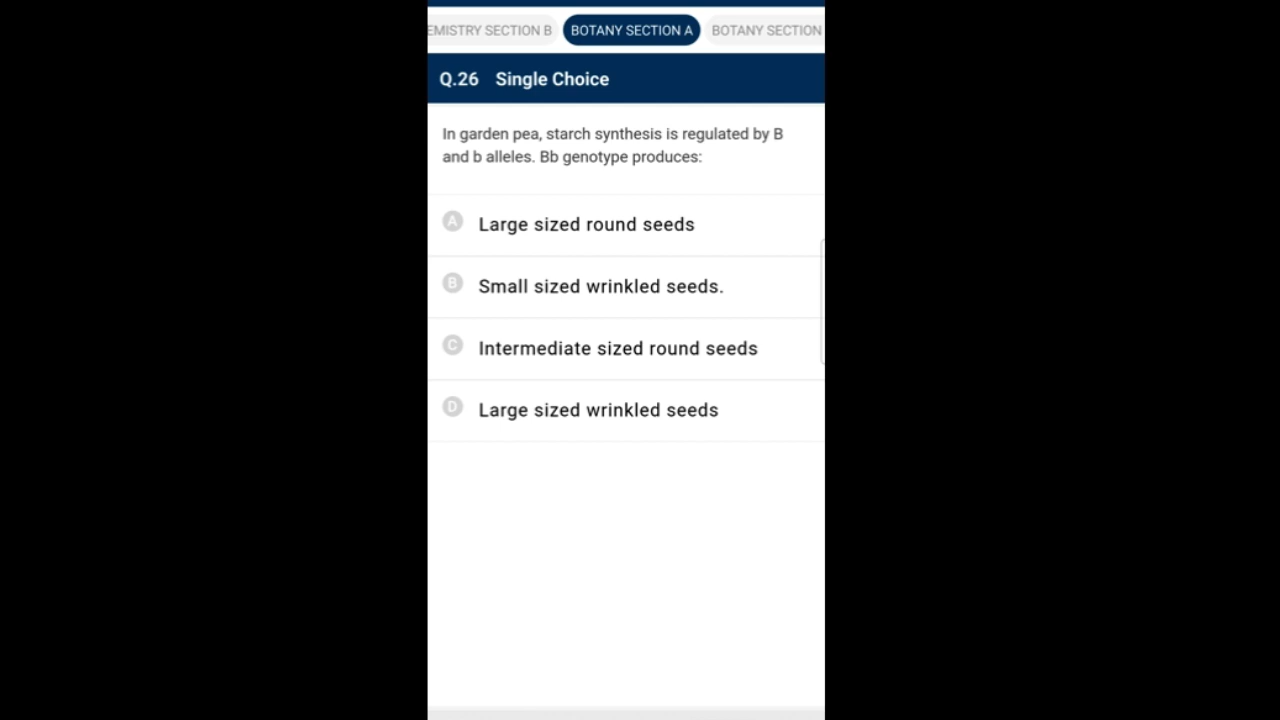 EMISTRY SECTION B BOTANY SECTION A BOTANY SECTION
Q.26 Single Choice
In garden pea, starch synthesis is regulated by B
and b alleles. Bb genotype produces:
A Large sized round seeds
B Small sized wrinkled seeds.
C Intermediate sized round seeds
D Large sized wrinkled seeds